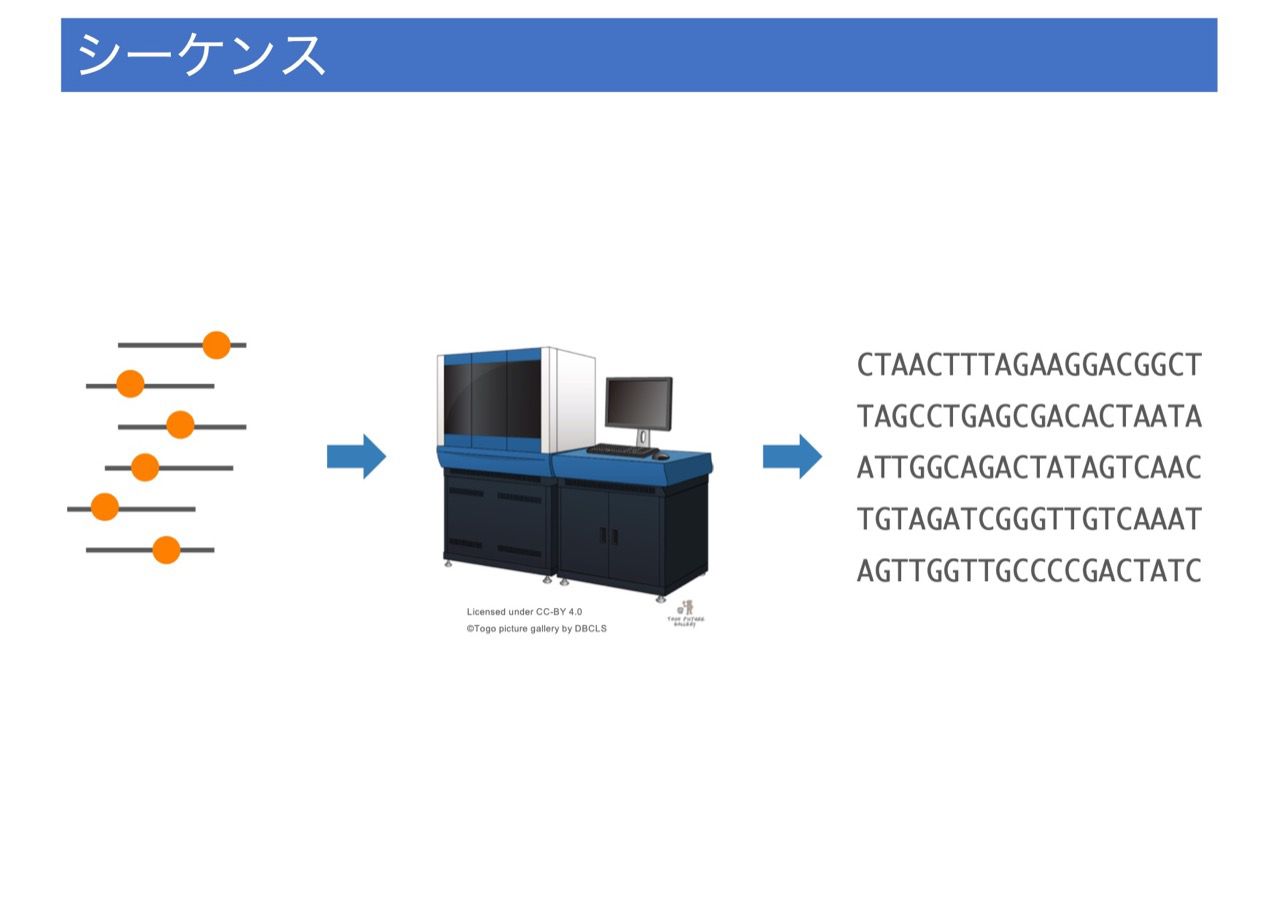 シーケンス
CTAACTTTAGAAGGACGGCT
TAGCCTGAGCGACACTAATA
ATTGGCAGACTATAGTCAAC
TGTAGATCGGGTTGTCAAAT
AGTTGGTTGCCCCGACTATC
Licensed under CC-BY 4.0
©Togo picture gallery by DBCLS
TOGO PICTURE
GALLERY